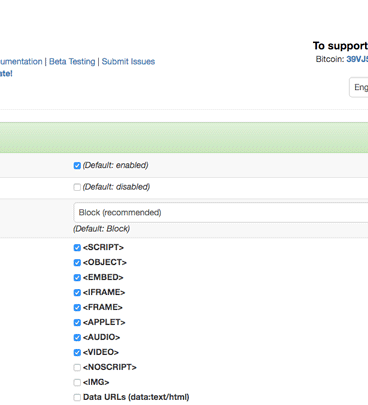 To support
Bitcoin: 39VJ5
umentation | Beta Testing | Submit Issues
ate!
Eng
(Default: enabled)
(Default: disabled)
Block (recommended)
(Default: Block)
<SCRIPT>
<OBJECT>
<EMBED>
<IFRAME>
<FRAME>
<APPLET>
<AUDIO>
<VIDEO>
<NOSCRIPT>
<IMG>
Data URLs (data:text/html)